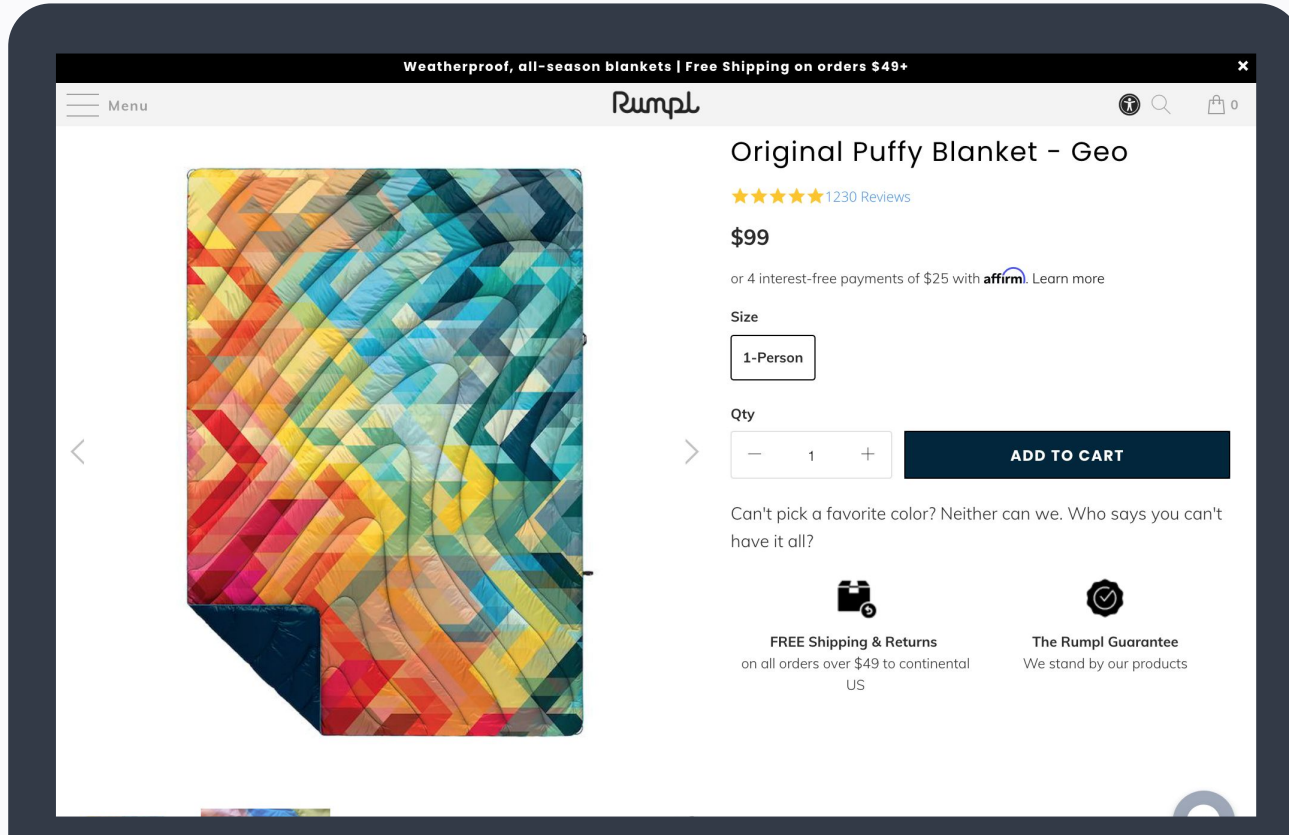 Weatherproof, all-season blankets | Free Shipping on orders $49+
Menu
Rumpl
0
Original Puffy Blanket - Geo
1230 Reviews
$99
or 4 interest-free payments of $25 with affirm. Learn more
Size
1-Person
Qty
1
ADD TO CART
Can't pick a favorite color? Neither can we. Who says you can't
have it all?
FREE Shipping & Returns
on all orders over $49 to continental
US
The Rumpl Guarantee
We stand by our products